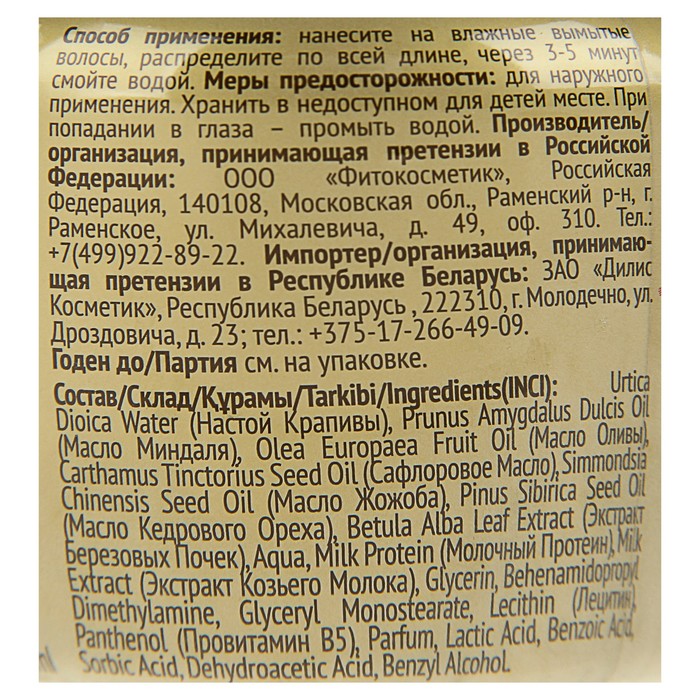 Способ применения: нанесите на влажные вымытые
волосы, распределите по всей длине, через 3-5 минут
смойте водой. Меры предосторожности: для наружного
применения. Хранить в недоступном для детей месте. При
попадании в глаза – промыть водой. Производитель/
организация, принимающая претензии в Российской
Федерации: ООО «Фитокосметик», Российская
Федерация, 140108, Московская обл., Раменский р-н, г.
Раменское, ул. Михалевича, д. 49, оф. 310. Тел.:
+7(499)922-89-22. Импортер/организация, принимаю-
щая претензии в Республике Беларусь: ЗАО «Дилис
Косметик», Республика Беларусь , 222310, г. Молодечно, ул.
Дроздовича, д. 23; тел.: +375-17-266-49-09.
Годен до/Партия см. на упаковке.
Состав/Склад/Құрамы/Tarkibi/Ingredients(INCI): Urtica
Dioica Water (Настой Крапивы), Prunus Amygdalus Dulcis Oil
(Масло Миндаля), Olea Europaea Fruit Oil (Масло Оливы),
Carthamus Tinctorius Seed Oil (Сафлоровое Масло), Simmondsia
Chinensis Seed Oil (Масло Жожоба), Pinus Sibirica Seed Oil
(Масло Кедрового Ореха), Betula Alba Leaf Extract (Экстракт
Березовых Почек), Aqua, Milk Protein (Молочный Протеин), Milk
Extract (Экстракт Козьего Молока), Glycerin, Behenamidopropyl
Dimethylamine, Glyceryl Monostearate, Lecithin (Лецитин),
Panthenol (Провитамин В5), Parfum, Lactic Acid, Benzoic Acid,
Sorbic Acid, Dehydroacetic Acid, Benzyl Alcohol.